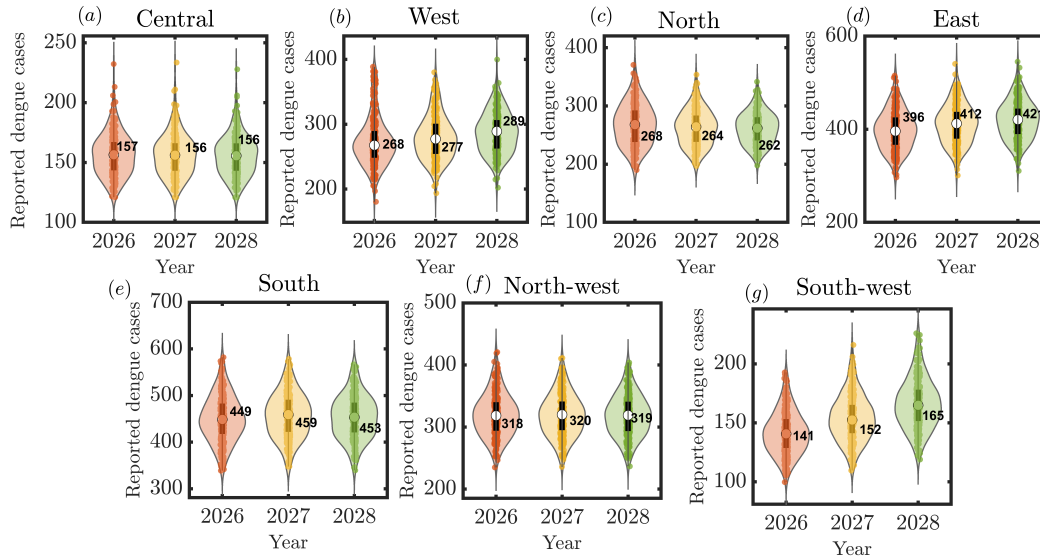 (a) Central
Reported dengue cases
250
200
150
100
157
156
156
2026 2027 2028
Year
(b) West
Reported dengue cases
400
300
200
268
277
289
2026 2027 2028
Year
(c) North
Reported dengue cases
400
300
200
100
268
264
262
2026 2027 2028
Year
(d) East
Reported dengue cases
600
400
200
396
412
421
2026 2027 2028
Year
(e) South
Reported dengue cases
700
600
500
400
300
449
459
453
2026 2027 2028
Year
(f) North-west
Reported dengue cases
500
400
300
200
318
320
319
2026 2027 2028
Year
(g) South-west
Reported dengue cases
200
150
100
141
152
165
2026 2027 2028
Year